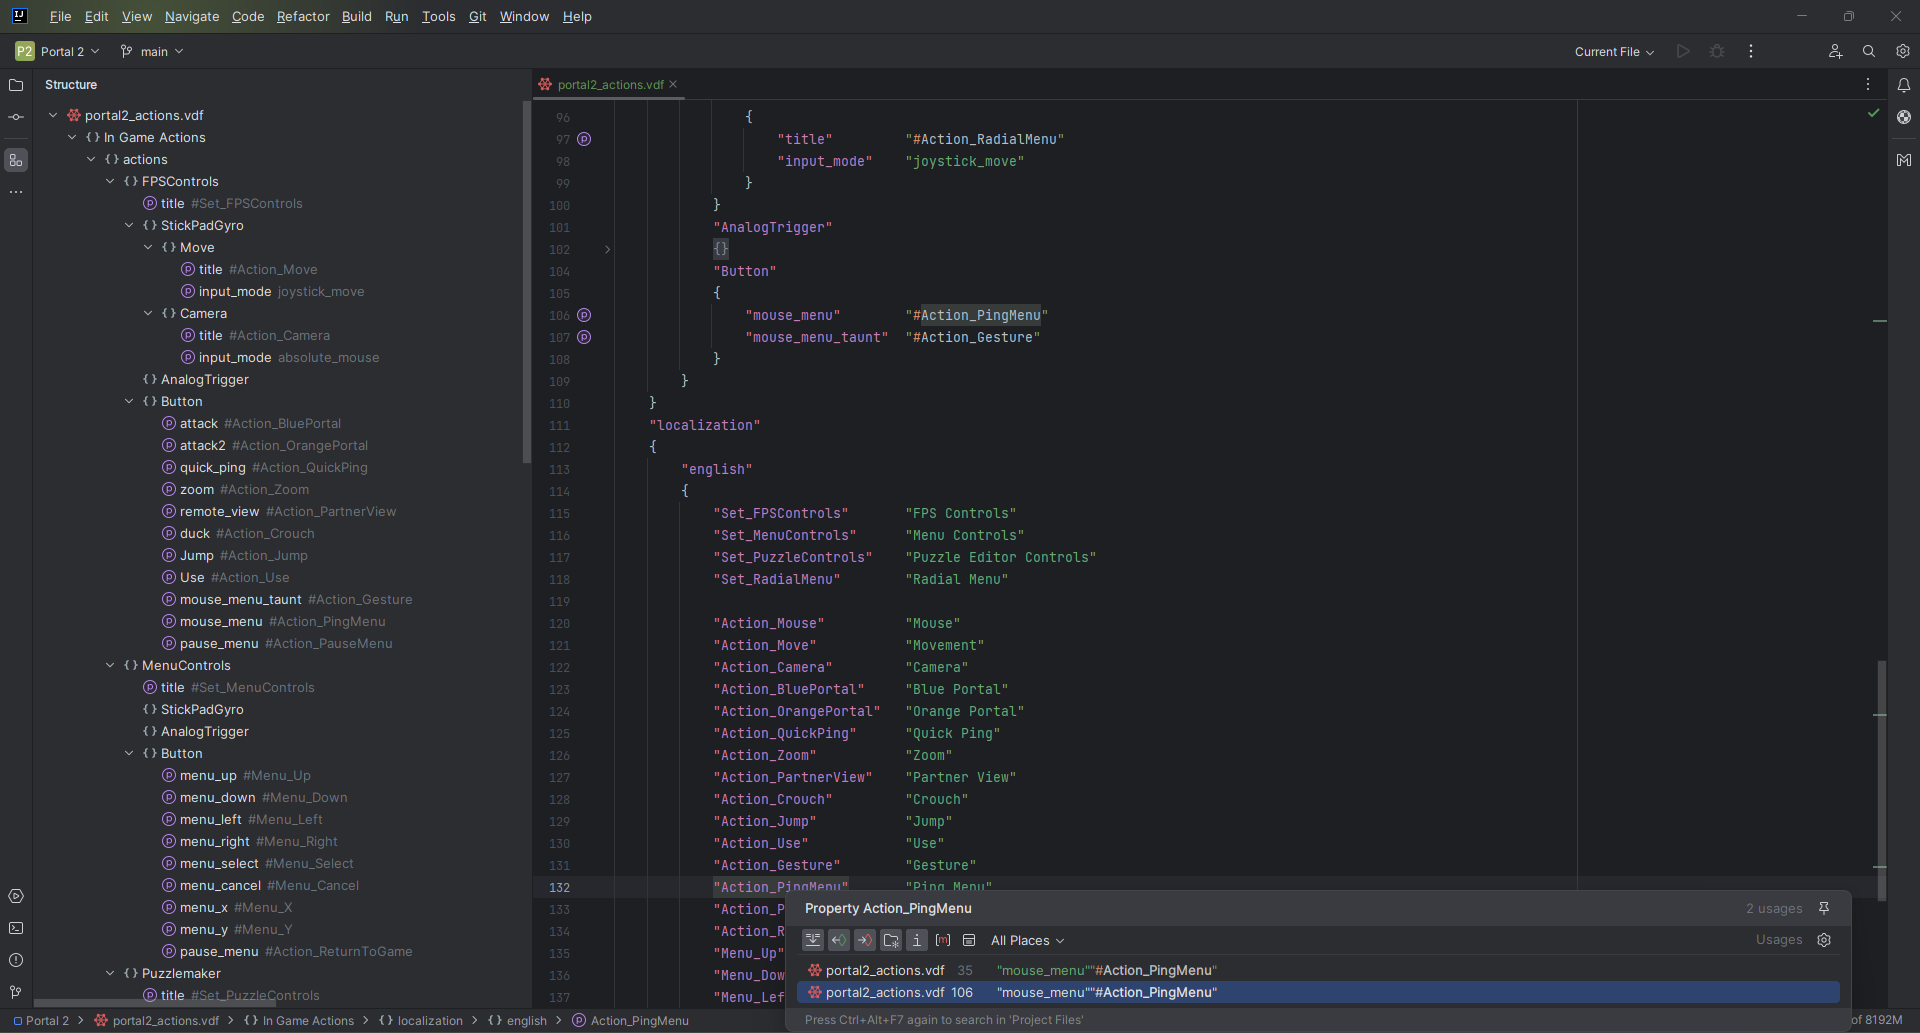 File Edit View Navigate Code Refactor Build Run Tools Git Window Help
P2 Portal 2 main Current File
Structure
portal2_actions.vdf
In Game Actions
actions
FPSControls
title #Set_FPSControls
StickPadGyro
Move
title #Action_Move
input_mode joystick_move
Camera
title #Action_Camera
input_mode absolute_mouse
AnalogTrigger
Button
attack #Action_BluePortal
attack2 #Action_OrangePortal
quick_ping #Action_QuickPing
zoom #Action_Zoom
remote_view #Action_PartnerView
duck #Action_Crouch
Jump #Action_Jump
Use #Action_Use
mouse_menu_taunt #Action_Gesture
mouse_menu #Action_PingMenu
pause_menu #Action_PauseMenu
MenuControls
title #Set_MenuControls
StickPadGyro
AnalogTrigger
Button
menu_up #Menu_Up
menu_down #Menu_Down
menu_left #Menu_Left
menu_right #Menu_Right
menu_select #Menu_Select
menu_cancel #Menu_Cancel
menu_x #Menu_X
menu_y #Menu_Y
pause_menu #Action_ReturnToGame
Puzzlemaker
title #Set_PuzzleControls
portal2_actions.vdf
96 {
97 "title" "#Action_RadialMenu"
98 "input_mode" "joystick_move"
99 }
100 }
101 "AnalogTrigger"
102 {}
104 "Button"
105 {
106 "mouse_menu" "#Action_PingMenu"
107 "mouse_menu_taunt" "#Action_Gesture"
108 }
109 }
110 }
111 "localization"
112 {
113 "english"
114 {
115 "Set_FPSControls" "FPS Controls"
116 "Set_MenuControls" "Menu Controls"
117 "Set_PuzzleControls" "Puzzle Editor Controls"
118 "Set_RadialMenu" "Radial Menu"
119
120 "Action_Mouse" "Mouse"
121 "Action_Move" "Movement"
122 "Action_Camera" "Camera"
123 "Action_BluePortal" "Blue Portal"
124 "Action_OrangePortal" "Orange Portal"
125 "Action_QuickPing" "Quick Ping"
126 "Action_Zoom" "Zoom"
127 "Action_PartnerView" "Partner View"
128 "Action_Crouch" "Crouch"
129 "Action_Jump" "Jump"
130 "Action_Use" "Use"
131 "Action_Gesture" "Gesture"
132 "Action_PingMenu" "Ping Menu"
133 "Action_P
134 "Action_R
135 "Menu_Up"
136 "Menu_Dow
137 "Menu_Lef
Property Action_PingMenu 2 usages
All Places Usages
portal2_actions.vdf 35 "mouse_menu""#Action_PingMenu"
portal2_actions.vdf 106 "mouse_menu""#Action_PingMenu"
Press Ctrl+Alt+F7 again to search in 'Project Files'
Portal 2 portal2_actions.vdf {} In Game Actions {} localization {} english Action_PingMenu of 8192M